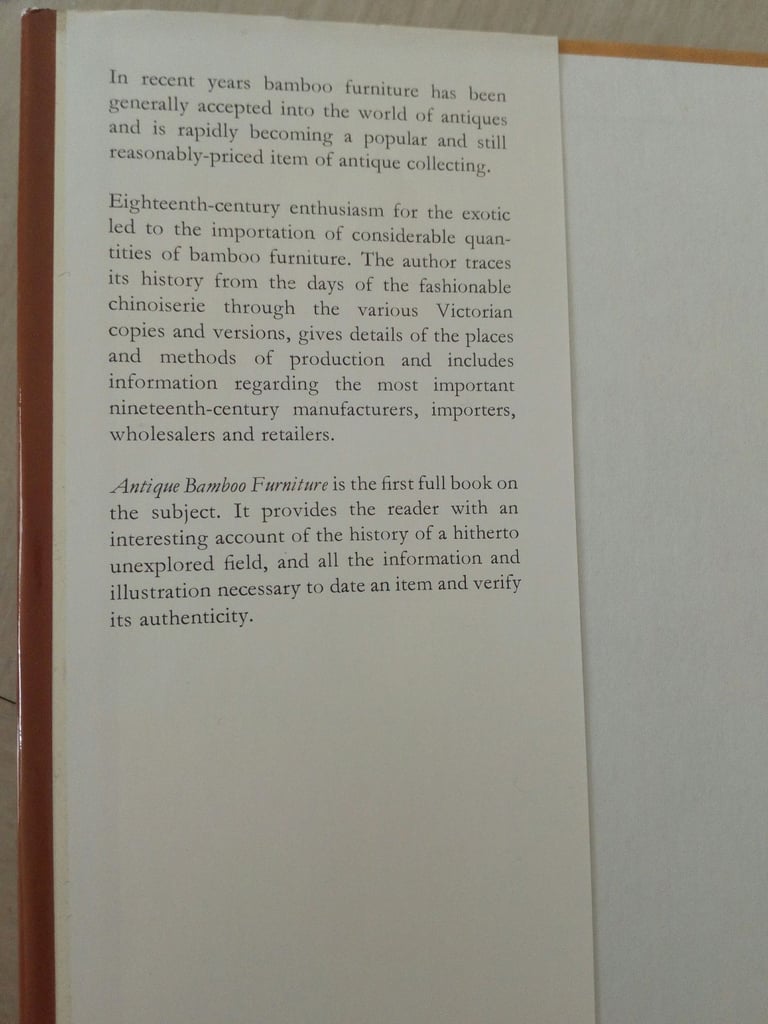 In recent years bamboo furniture has been
generally accepted into the world of antiques
and is rapidly becoming a popular and still
reasonably-priced item of antique collecting.
Eighteenth-century enthusiasm for the exotic
led to the importation of considerable quan-
tities of bamboo furniture. The author traces
its history from the days of the fashionable
chinoiserie through the various Victorian
copies and versions, gives details of the places
and methods of production and includes
information regarding the most important
nineteenth-century manufacturers, importers,
wholesalers and retailers.
Antique Bamboo Furniture is the first full book on
the subject. It provides the reader with an
interesting account of the history of a hitherto
unexplored field, and all the information and
illustration necessary to date an item and verify
its authenticity.